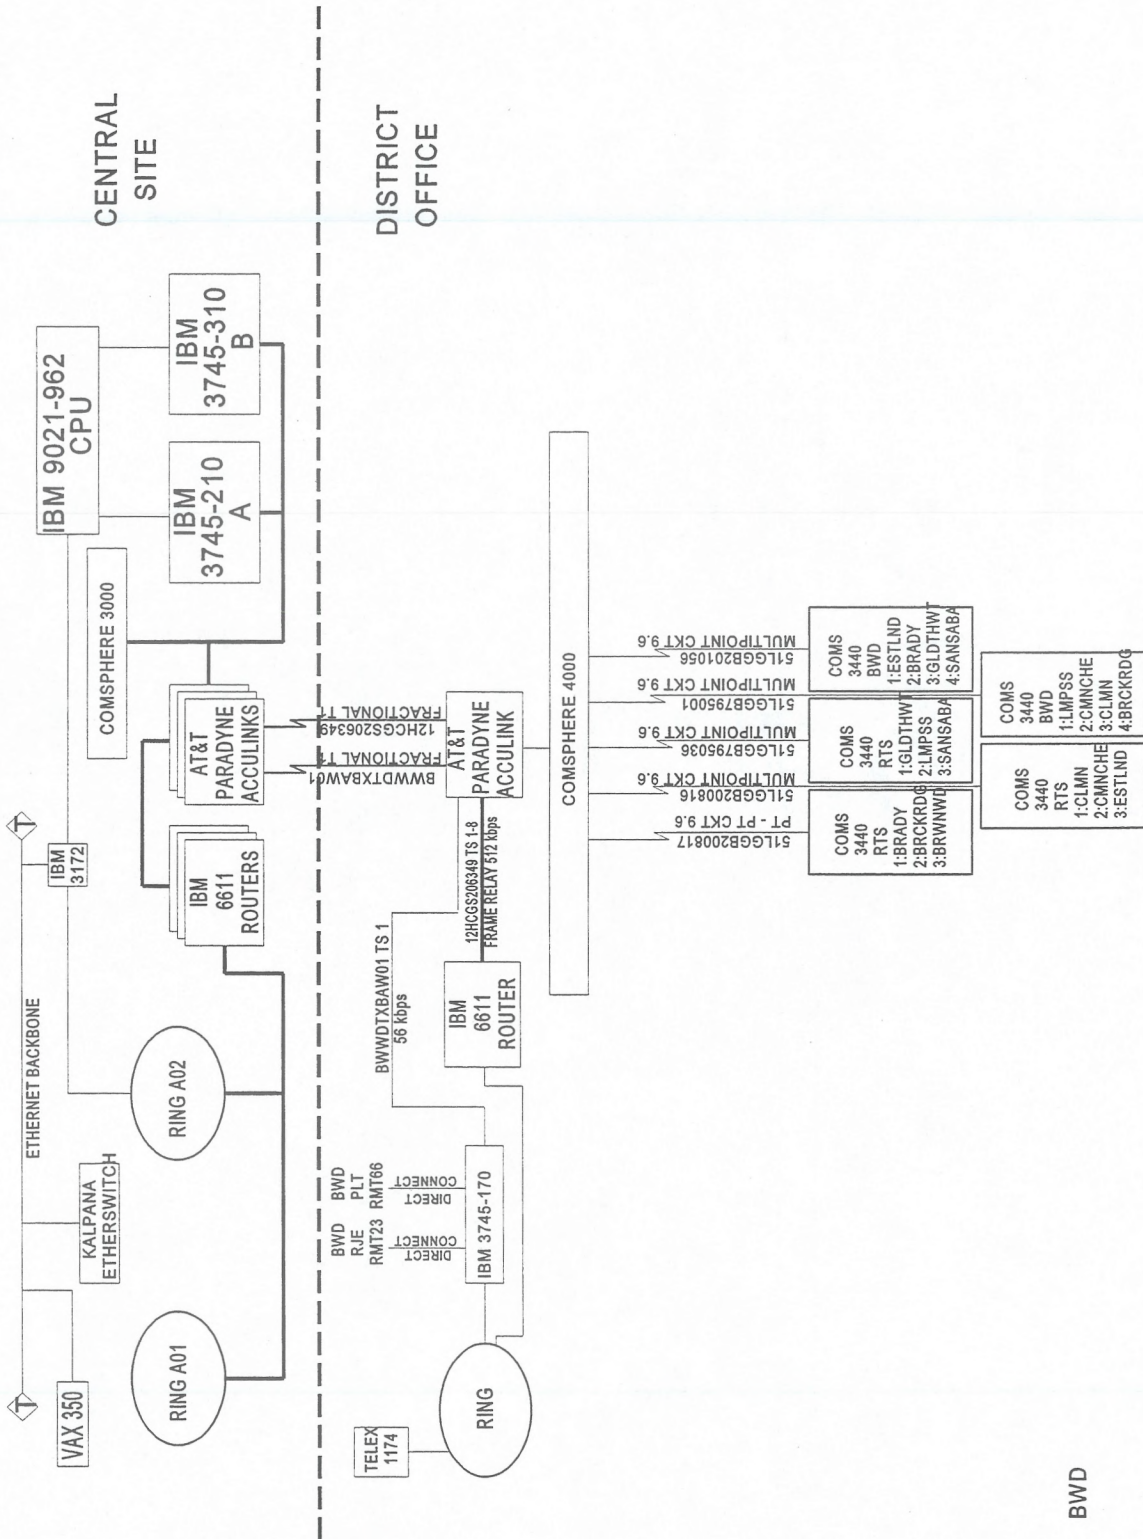 CENTRAL
SITE
ETHERNET BACKBONE
T
T
VAX 350
KALPANA
ETHERSWITCH
IBM
3172
IBM 9021-962
CPU
COMSPHERE 3000
RING A01
RING A02
IBM
6611
ROUTERS
AT&T
PARADYNE
ACCULINKS
IBM
3745-210
A
IBM
3745-310
B
DISTRICT
OFFICE
BWWDTXBAW01
FRACTIONAL T1
12HCGS206349
FRACTIONAL T1
TELEX
1174
RING
BWD
RJE
RMT23
DIRECT
CONNECT
BWD
PLT
RMT66
DIRECT
CONNECT
IBM 3745-170
BWWDTXBAW01 TS 1
56 kbps
IBM
6611
ROUTER
12HCGS206349 TS 1-8
FRAME RELAY 512 kbps
AT&T
PARADYNE
ACCULINK
COMSPHERE 4000
51LGGB200817
PT - PT CKT 9.6
51LGGB200816
MULTIPOINT CKT 9.6
51LGGB795036
MULTIPOINT CKT 9.6
51LGGB795001
MULTIPOINT CKT 9.6
51LGGB201056
MULTIPOINT CKT 9.6
COMS
3440
RTS
1:BRADY
2:BRCKRDG
3:BRWNWD
COMS
3440
RTS
1:GLDTHWT
2:LMPSS
3:SANSABA
COMS
3440
BWD
1:ESTLND
2:BRADY
3:GLDTHWT
4:SANSABA
COMS
3440
RTS
1:CLMN
2:CMNCHE
3:ESTLND
COMS
3440
BWD
1:LMPSS
2:CMNCHE
3:CLMN
4:BRCKRDG
BWD